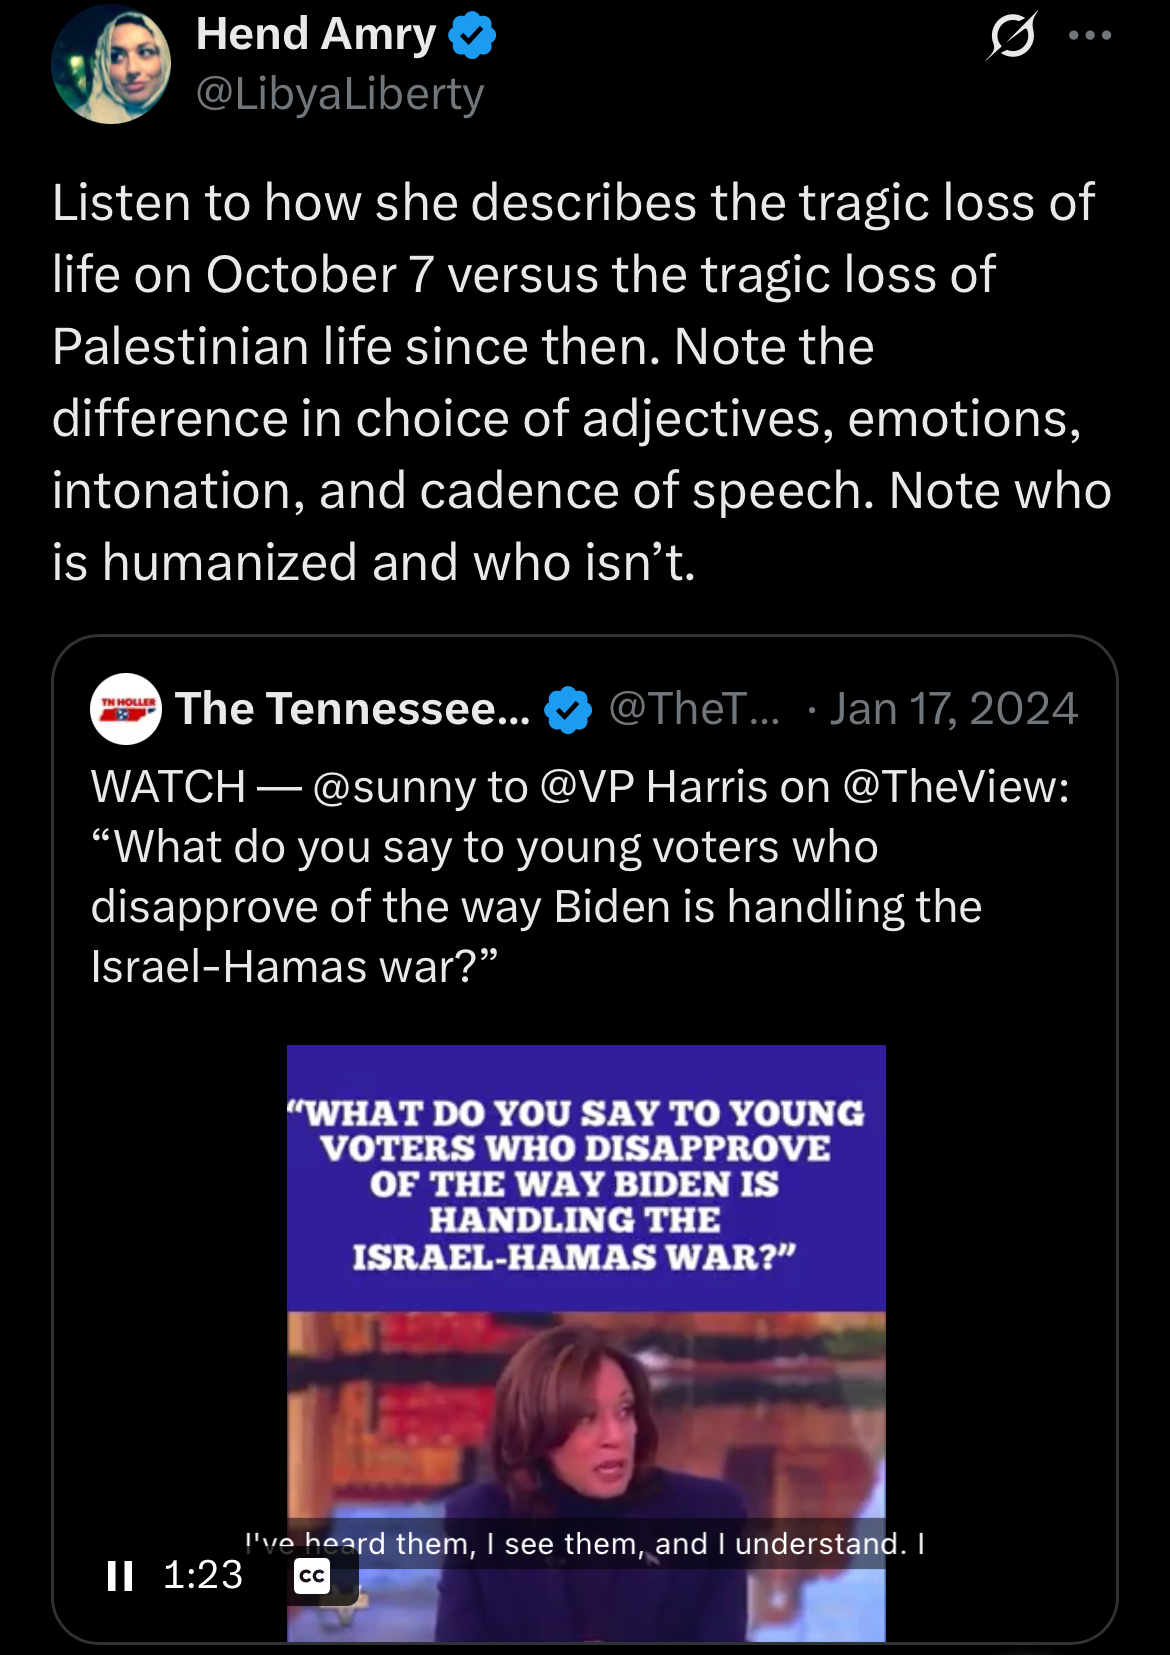 Hend Amry
@LibyaLiberty
Listen to how she describes the tragic loss of
life on October 7 versus the tragic loss of
Palestinian life since then. Note the
difference in choice of adjectives, emotions,
intonation, and cadence of speech. Note who
is humanized and who isn’t.
TN HOLLER
The Tennessee... @TheT... · Jan 17, 2024
WATCH — @sunny to @VP Harris on @TheView:
“What do you say to young voters who
disapprove of the way Biden is handling the
Israel-Hamas war?”
“WHAT DO YOU SAY TO YOUNG
VOTERS WHO DISAPPROVE
OF THE WAY BIDEN IS
HANDLING THE
ISRAEL-HAMAS WAR?”
I've heard them, I see them, and I understand. I
1:23 CC